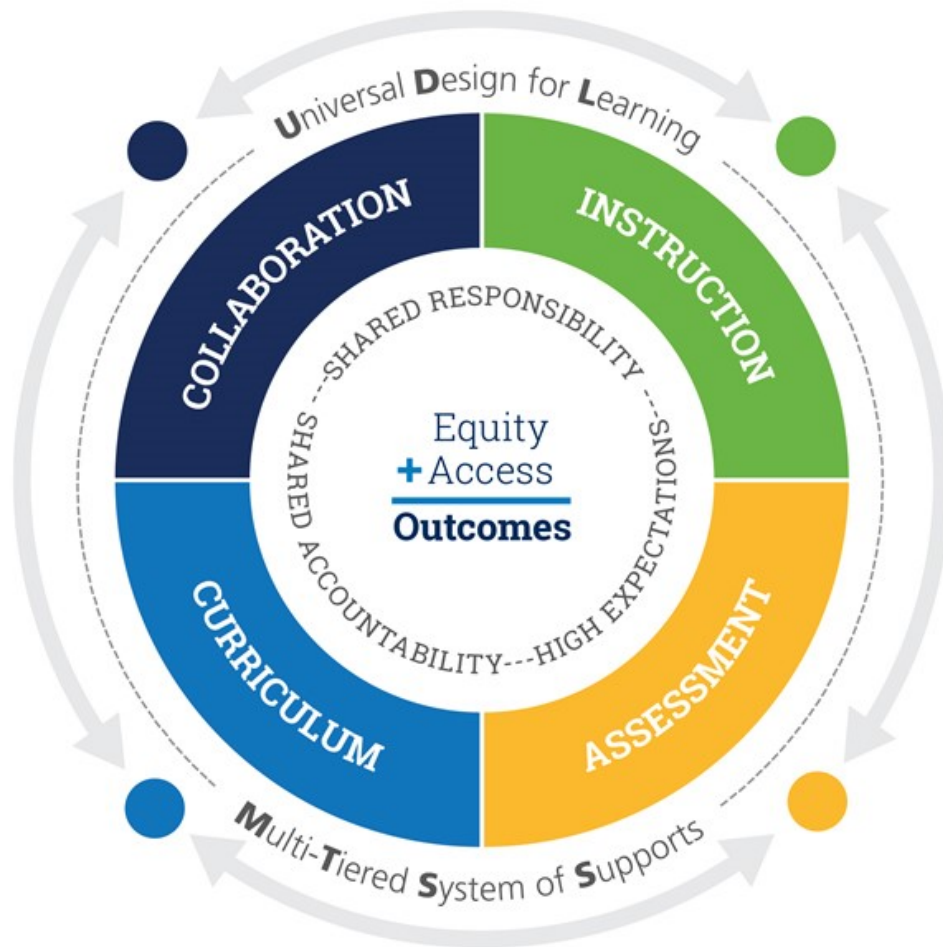 Universal Design for Learning
COLLABORATION
INSTRUCTION
---SHARED RESPONSIBILITY---
SHARED ACCOUNTABILITY---HIGH EXPECTATIONS
Equity
+Access
Outcomes
CURRICULUM
ASSESSMENT
Multi-Tiered System of Supports